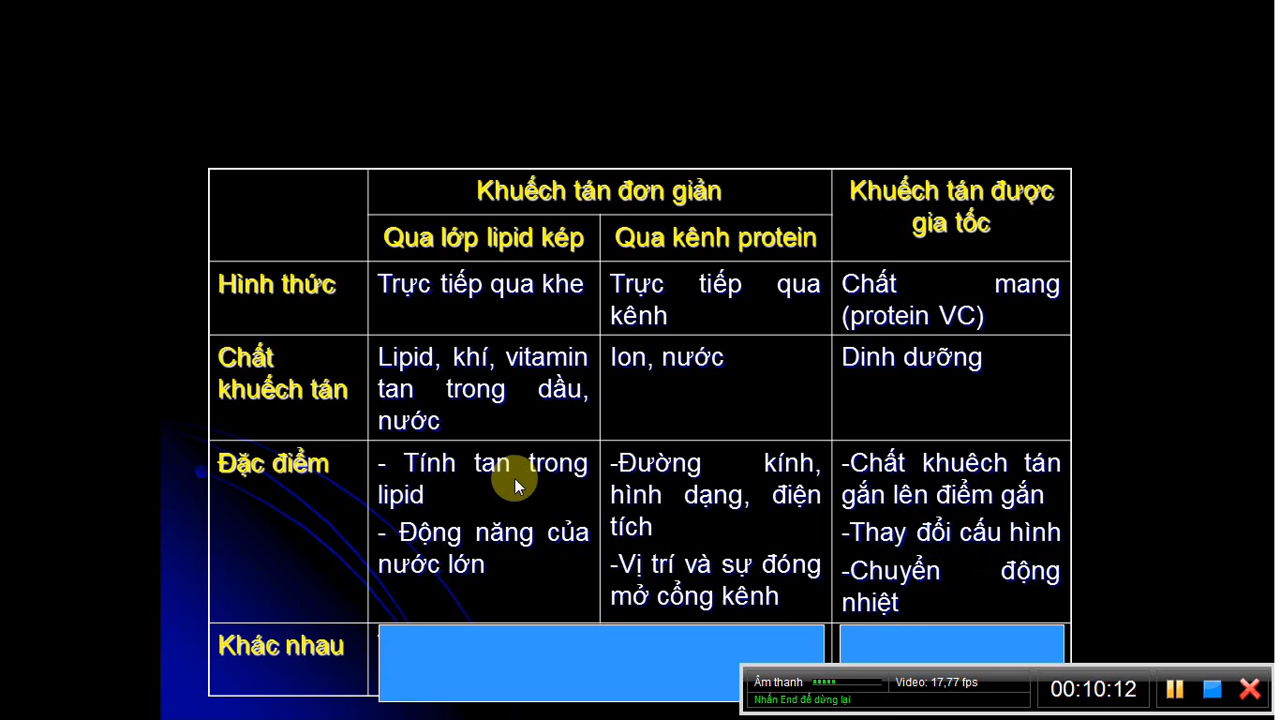 Khuếch tán đơn giản
Khuếch tán được
gia tốc
Qua lớp lipid kép
Qua kênh protein
Hình thức
Trực tiếp qua khe
Trực tiếp qua
kênh
Chất mang
(protein VC)
Chất
khuếch tán
Lipid, khí, vitamin
tan trong dầu,
nước
Ion, nước
Dinh dưỡng
Đặc điểm
- Tính tan trong
lipid
- Động năng của
nước lớn
-Đường kính,
hình dạng, điện
tích
-Vị trí và sự đóng
mở cổng kênh
-Chất khuêch tán
gắn lên điểm gắn
-Thay đổi cấu hình
-Chuyển động
nhiệt
Khác nhau
Âm thanh
Video: 17,77 fps
Nhấn End để dừng lại
00:10:12